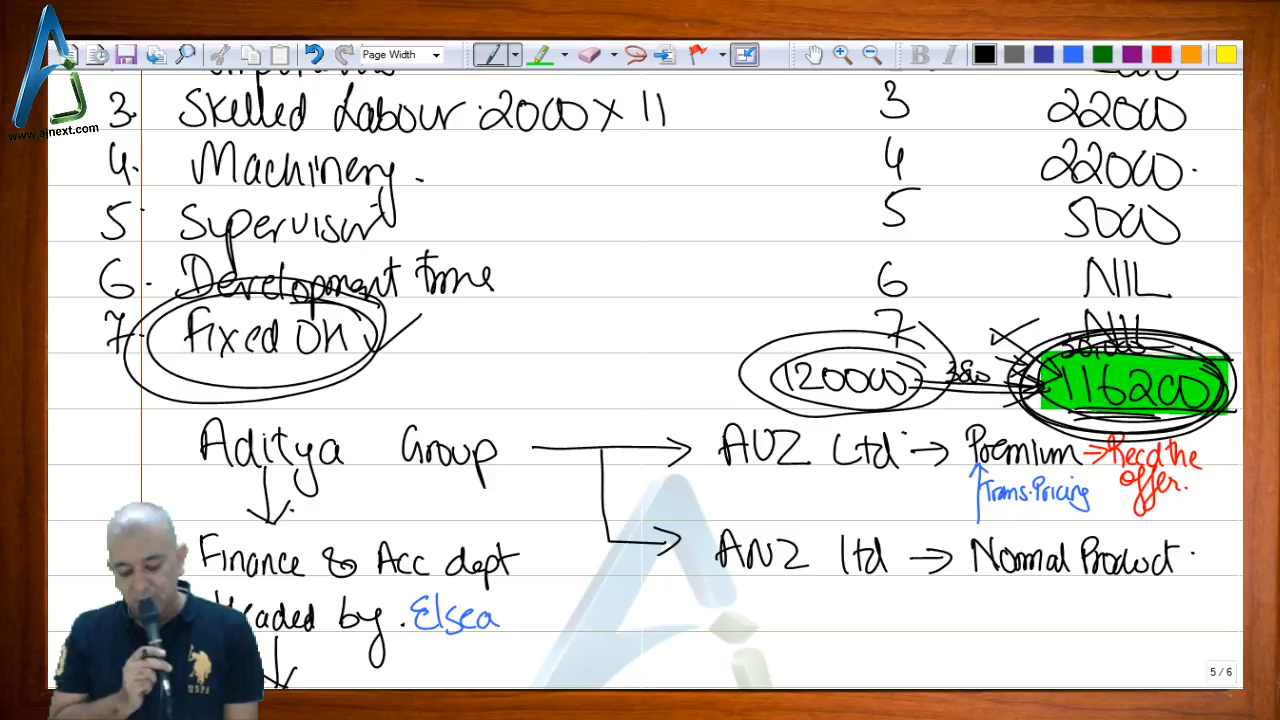 Page Width
www.ajnext.com
3. Skilled Labour 2000 X 11 3 22000
4. Machinery. 4 22000.
5 Supervisor 5 5000
6. Development time 6 NIL
7. Fixed OH 7 NIL
120000 116200
Aditya Group AUZ Ltd → Premium → Read the offer.
Trans. Pricing
Finance & Acc dept ANZ Ltd → Normal Product.
Headed by. Elsea
5 / 6